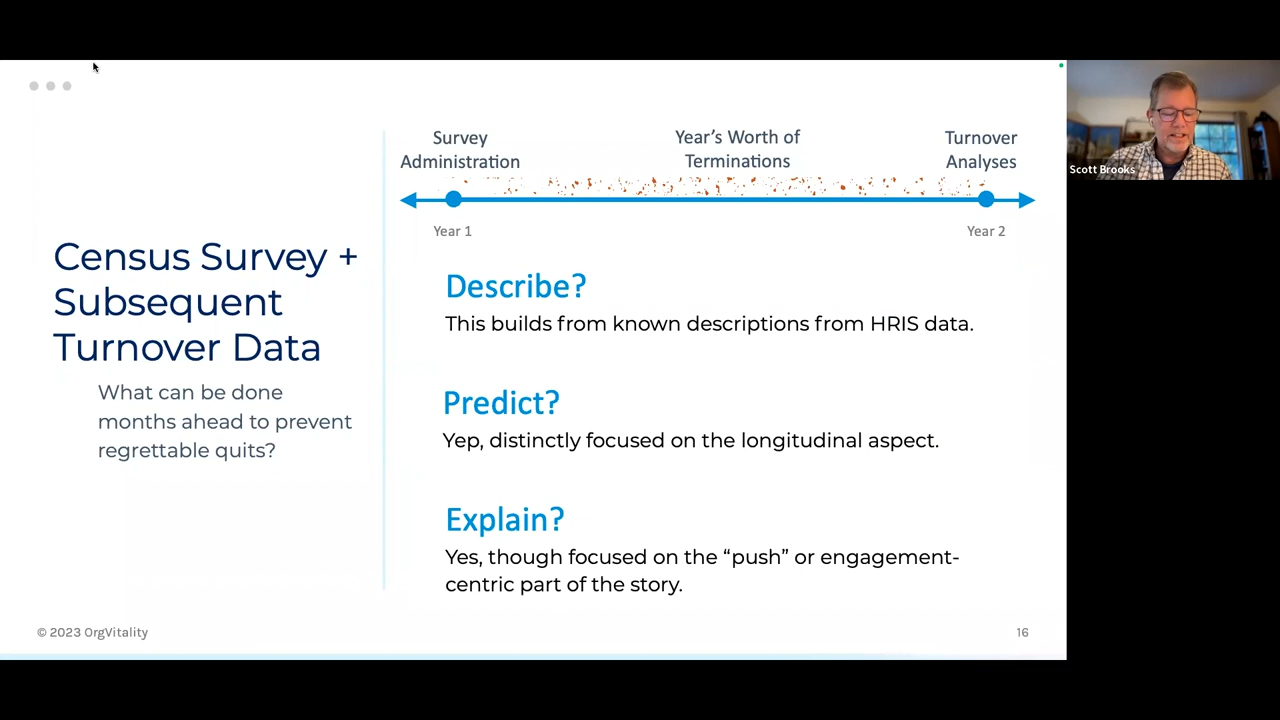 Census Survey +
Subsequent
Turnover Data
What can be done
months ahead to prevent
regrettable quits?
Survey
Administration
Year's Worth of
Terminations
Turnover
Analyses
Year 1
Year 2
Describe?
This builds from known descriptions from HRIS data.
Predict?
Yep, distinctly focused on the longitudinal aspect.
Explain?
Yes, though focused on the “push” or engagement-
centric part of the story.
© 2023 OrgVitality
16
Scott Brooks